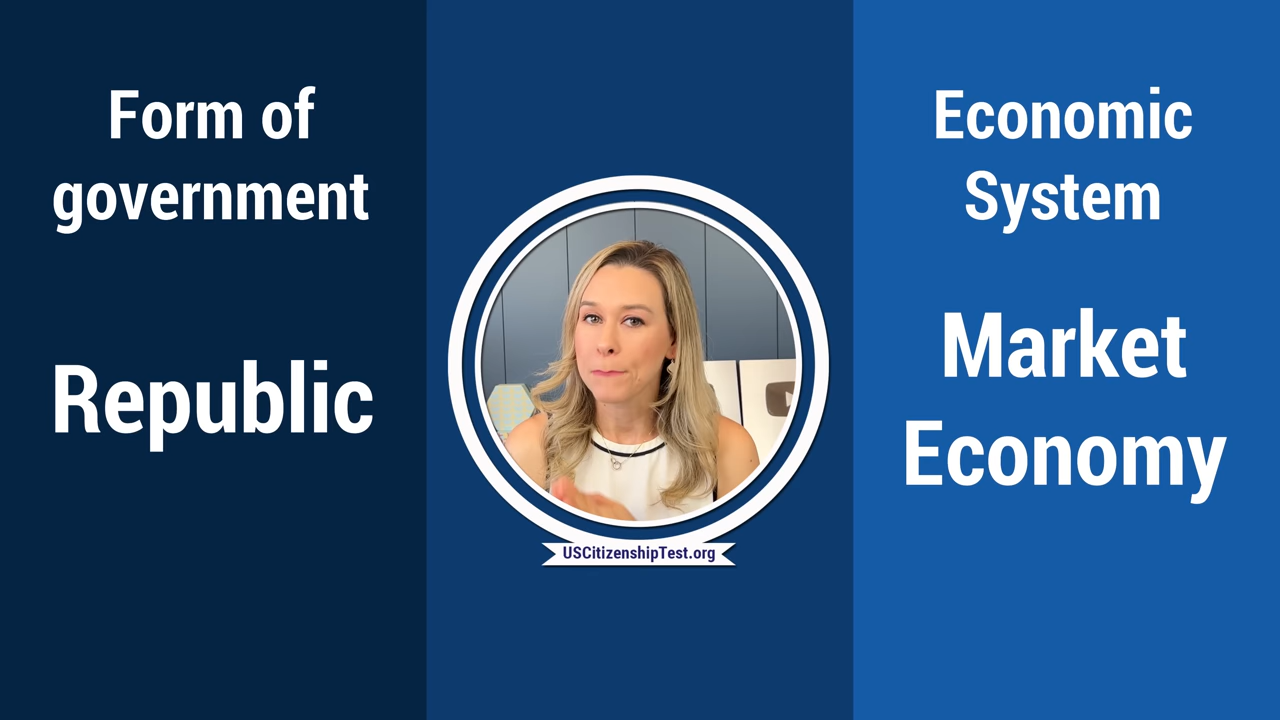 Form of
government
Republic
USCitizenshipTest.org
Economic
System
Market
Economy